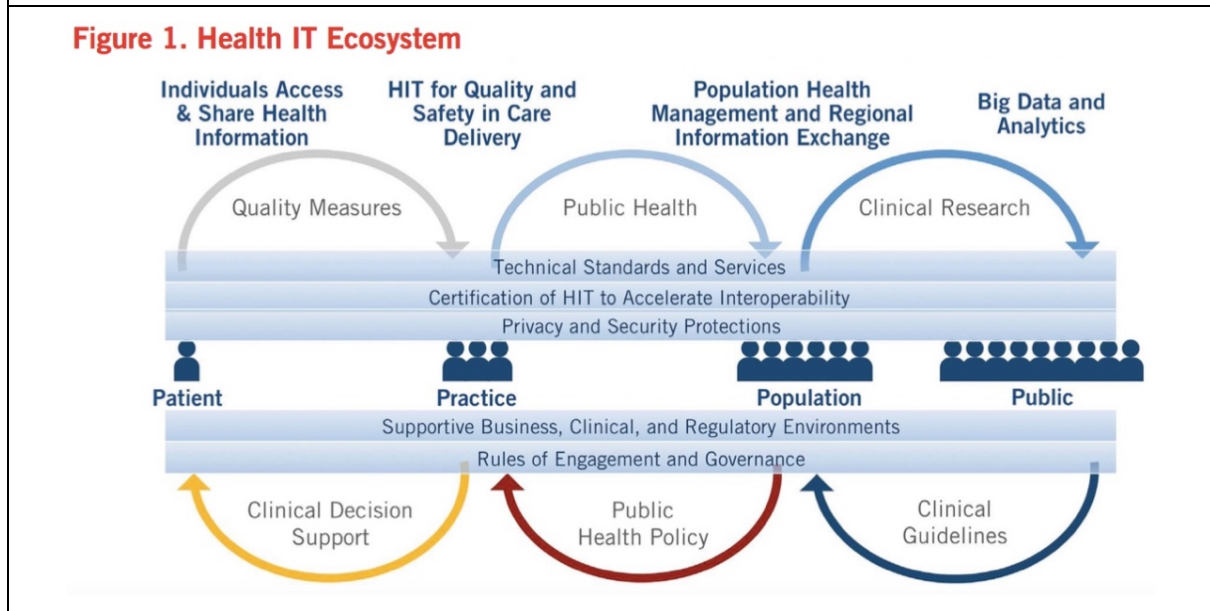 Figure 1. Health IT Ecosystem
Individuals Access
& Share Health
Information
HIT for Quality and
Safety in Care
Delivery
Population Health
Management and Regional
Information Exchange
Big Data and
Analytics
Quality Measures
Public Health
Clinical Research
Technical Standards and Services
Certification of HIT to Accelerate Interoperability
Privacy and Security Protections
Patient
Practice
Population
Public
Supportive Business, Clinical, and Regulatory Environments
Rules of Engagement and Governance
Clinical Decision
Support
Public
Health Policy
Clinical
Guidelines